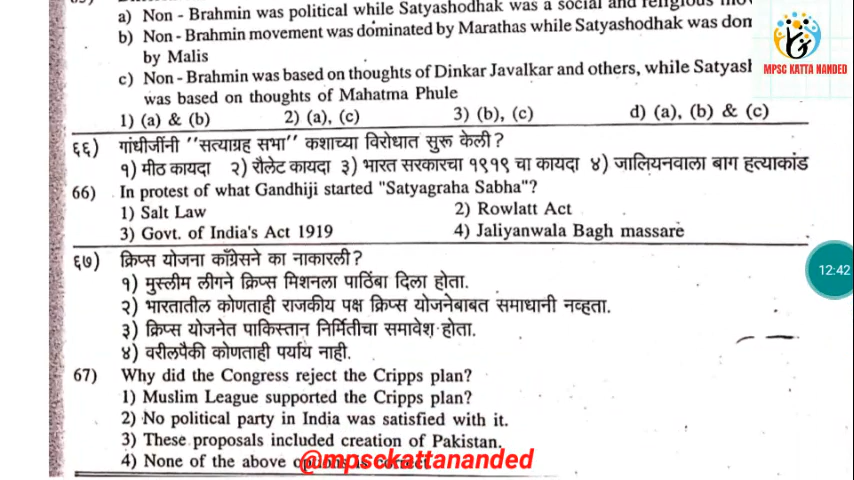 a) Non - Brahmin was political while Satyashodhak was a social and religious
b) Non - Brahmin movement was dominated by Marathas while Satyashodhak was dom
by Malis
c) Non - Brahmin was based on thoughts of Dinkar Javalkar and others, while Satyash
was based on thoughts of Mahatma Phule
1) (a) & (b) 2) (a), (c) 3) (b), (c) d) (a), (b) & (c)
MPSC KATTA NANDED
६६) गांधीजींनी "सत्याग्रह सभा" कशाच्या विरोधात सुरू केली?
१) मीठ कायदा २) रौलेट कायदा ३) भारत सरकारचा १९१९ चा कायदा ४) जालियनवाला बाग हत्याकांड
66) In protest of what Gandhiji started "Satyagraha Sabha"?
1) Salt Law 2) Rowlatt Act
3) Govt. of India's Act 1919 4) Jaliyanwala Bagh massare
६७) क्रिप्स योजना काँग्रेसने का नाकारली?
१) मुस्लीम लीगने क्रिप्स मिशनला पाठिंबा दिला होता.
२) भारतातील कोणताही राजकीय पक्ष क्रिप्स योजनेबाबत समाधानी नव्हता.
३) क्रिप्स योजनेत पाकिस्तान निर्मितीचा समावेश होता.
४) वरीलपैकी कोणताही पर्याय नाही.
12:42
67) Why did the Congress reject the Cripps plan?
1) Muslim League supported the Cripps plan?
2) No political party in India was satisfied with it.
3) These proposals included creation of Pakistan.
4) None of the above
@mpsckattananded